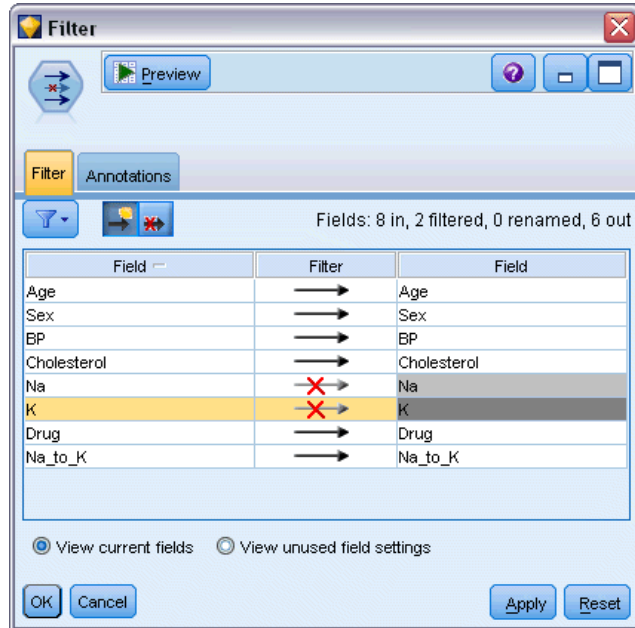 Filter
Preview
?
Filter Annotations
Fields: 8 in, 2 filtered, 0 renamed, 6 out
Field Filter Field
Age Age
Sex Sex
BP BP
Cholesterol Cholesterol
Na Na
K K
Drug Drug
Na_to_K Na_to_K
View current fields View unused field settings
OK Cancel Apply Reset